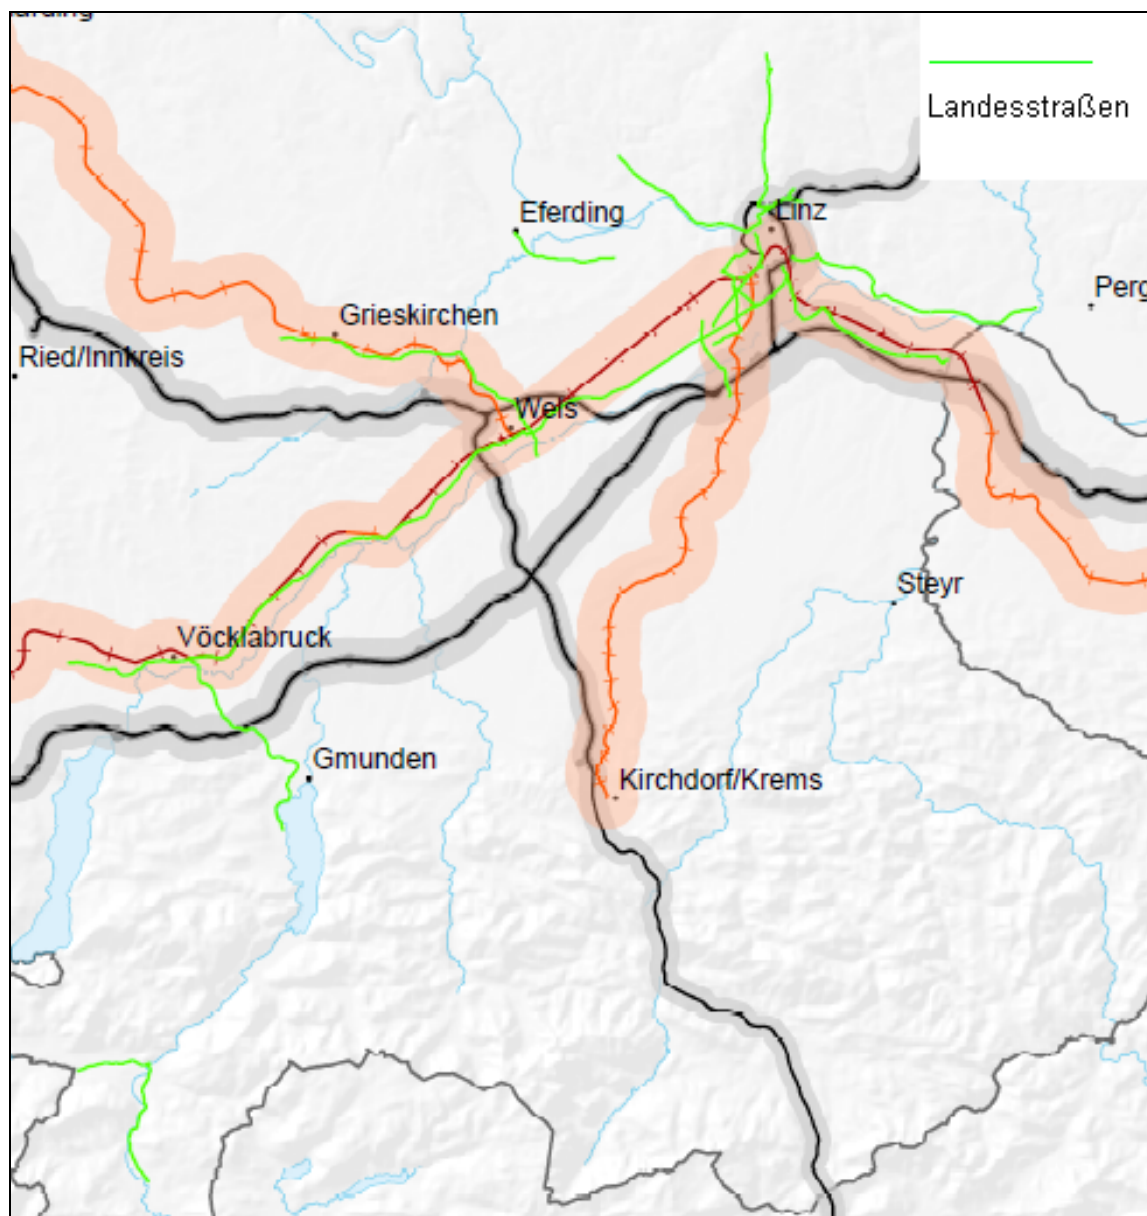 Landesstraßen
Linz
Eferding
Perg
Grieskirchen
Ried/Innkreis
Wels
Steyr
Vöcklabruck
Gmunden
Kirchdorf/Krems